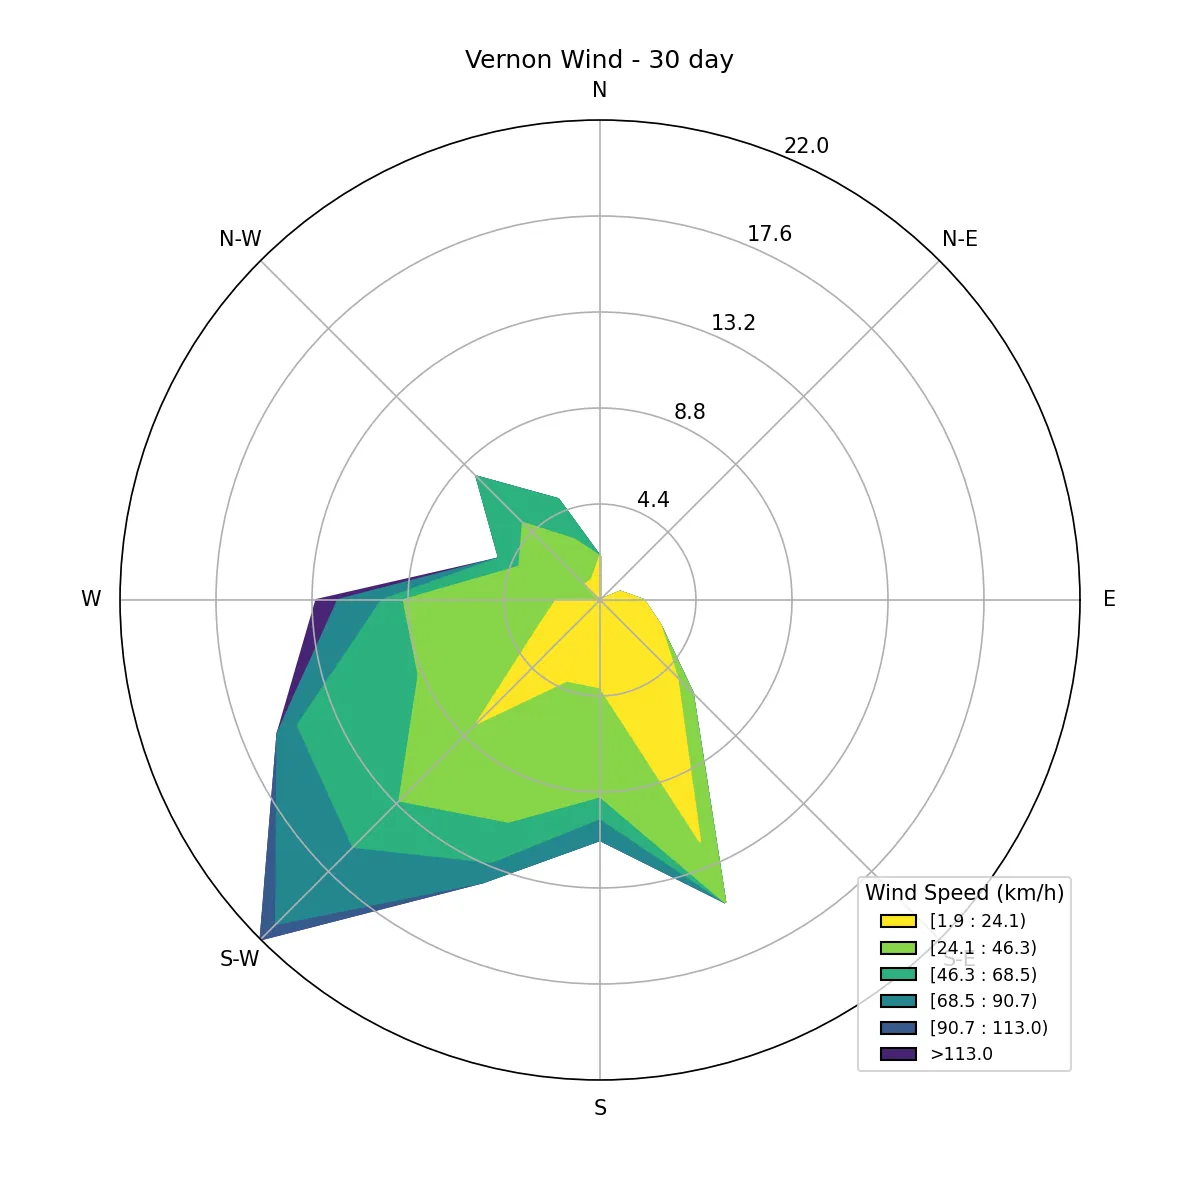 Vernon Wind - 30 day
N
22.0
N-W
17.6
N-E
13.2
8.8
4.4
W
E
S-W
S-E
S
Wind Speed (km/h)
[1.9 : 24.1)
[24.1 : 46.3)
[46.3 : 68.5)
[68.5 : 90.7)
[90.7 : 113.0)
>113.0